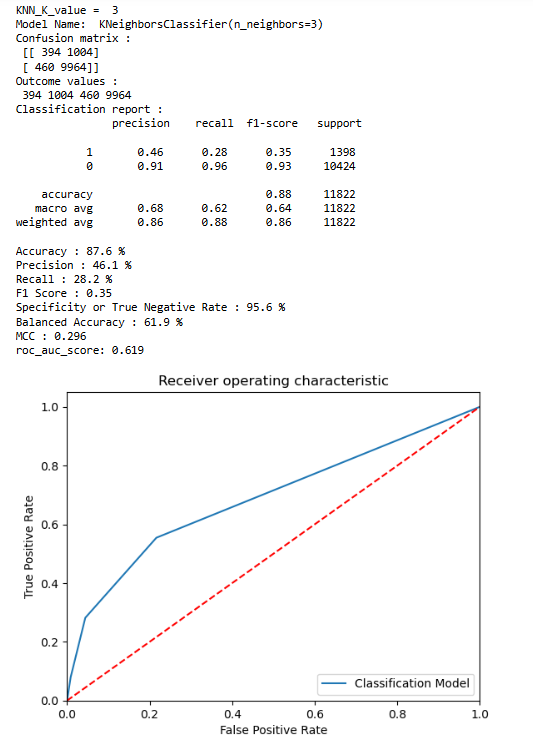 KNN_K_value =  3
Model Name:  KNeighborsClassifier(n_neighbors=3)
Confusion matrix :
[[ 394 1004]
[ 460 9964]]
Outcome values :
394 1004 460 9964
Classification report :
precision recall f1-score support
1 0.46 0.28 0.35 1398
0 0.91 0.96 0.93 10424
accuracy 0.88 11822
macro avg 0.68 0.62 0.64 11822
weighted avg 0.86 0.88 0.86 11822
Accuracy : 87.6 %
Precision : 46.1 %
Recall : 28.2 %
F1 Score : 0.35
Specificity or True Negative Rate : 95.6 %
Balanced Accuracy : 61.9 %
MCC : 0.296
roc_auc_score: 0.619
Receiver operating characteristic
True Positive Rate
1.0
0.8
0.6
0.4
0.2
0.0
Classification Model
0.0 0.2 0.4 0.6 0.8 1.0
False Positive Rate